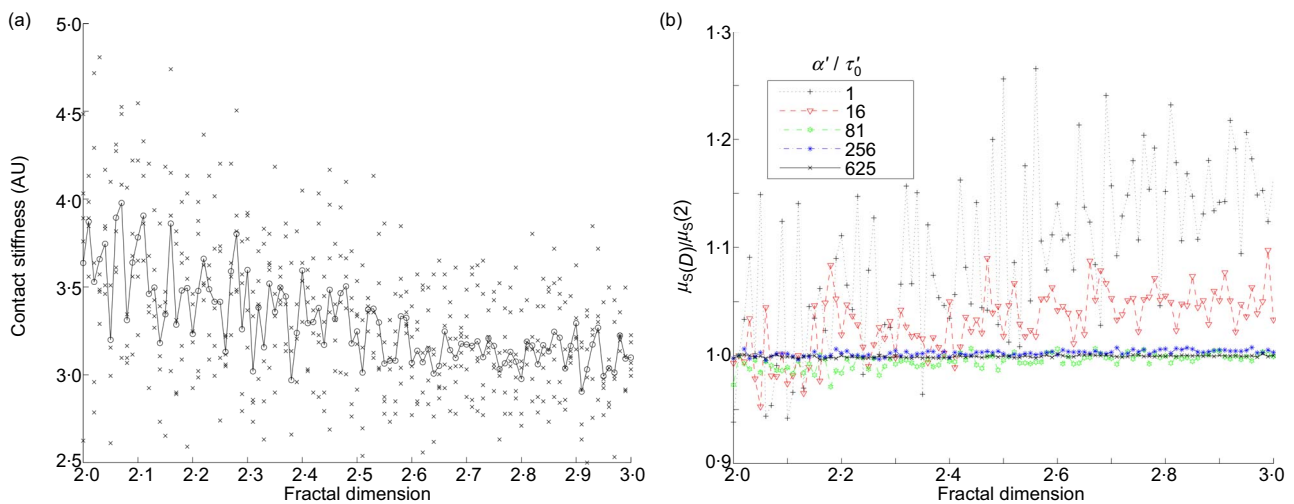 (a)
5·0
4·5
4·0
3·5
3·0
2·5
Contact stiffness (AU)
2·0 2·1 2·2 2·3 2·4 2·5 2·6 2·7 2·8 2·9 3·0
Fractal dimension
(b)
1·3
1·2
1·1
1·0
0·9
μS(D)/μS(2)
α′ / τ′0
1
16
81
256
625
2·0 2·2 2·4 2·6 2·8 3·0
Fractal dimension